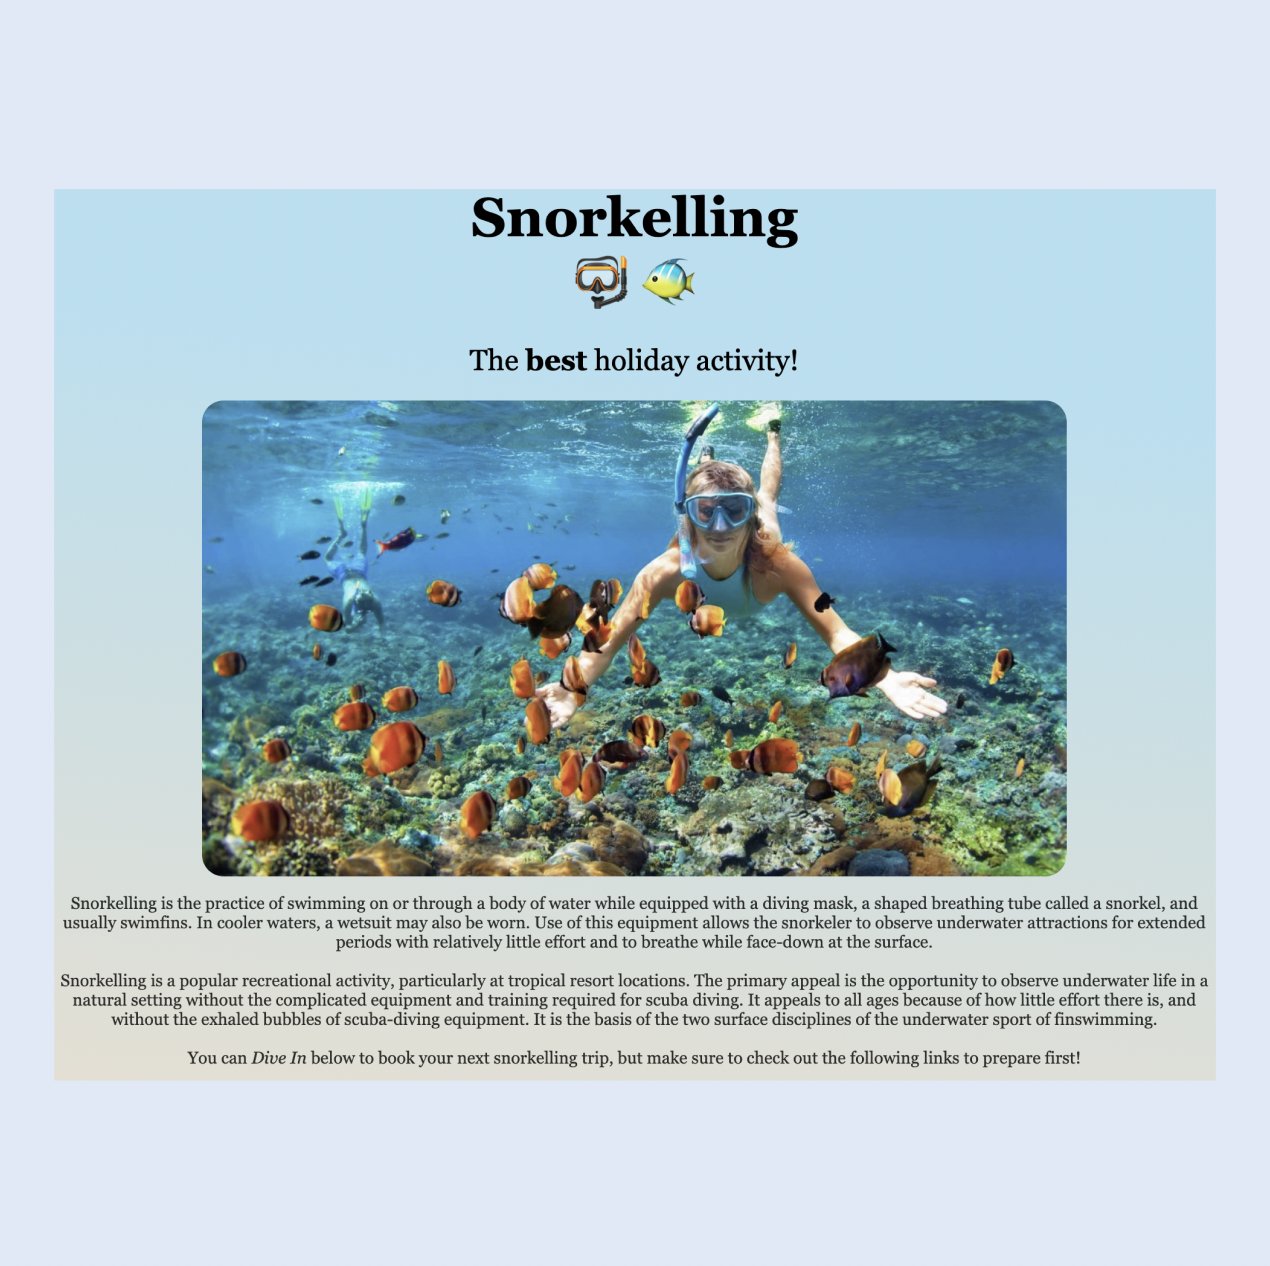 Snorkelling
The best holiday activity!
Snorkelling is the practice of swimming on or through a body of water while equipped with a diving mask, a shaped breathing tube called a snorkel, and
usually swimfins. In cooler waters, a wetsuit may also be worn. Use of this equipment allows the snorkeler to observe underwater attractions for extended
periods with relatively little effort and to breathe while face-down at the surface.
Snorkelling is a popular recreational activity, particularly at tropical resort locations. The primary appeal is the opportunity to observe underwater life in a
natural setting without the complicated equipment and training required for scuba diving. It appeals to all ages because of how little effort there is, and
without the exhaled bubbles of scuba-diving equipment. It is the basis of the two surface disciplines of the underwater sport of finswimming.
You can Dive In below to book your next snorkelling trip, but make sure to check out the following links to prepare first!